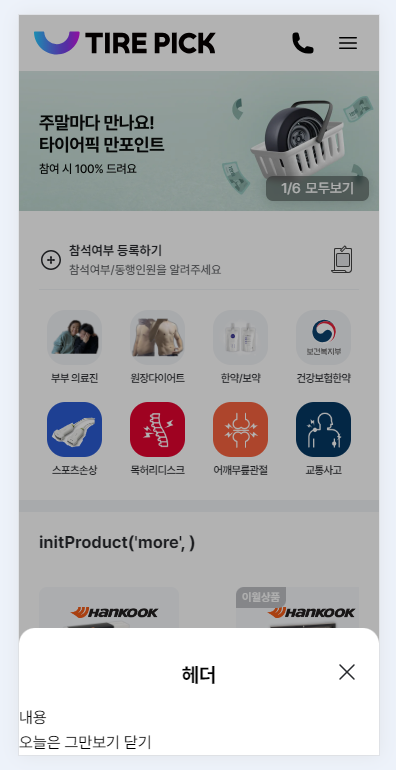 TIRE PICK
주말마다 만나요!
타이어픽 만포인트
참여 시 100% 드려요
1/6 모두보기
참석여부 등록하기
참석여부/동행인원을 알려주세요
보건복지부
부부 의료진
원장다이어트
한약/보약
건강보험한약
스포츠손상
목허리디스크
어깨무릎관절
교통사고
initProduct('more', )
HANKOOK
이월상품
HANKOOK
헤더
내용
오늘은 그만보기 닫기